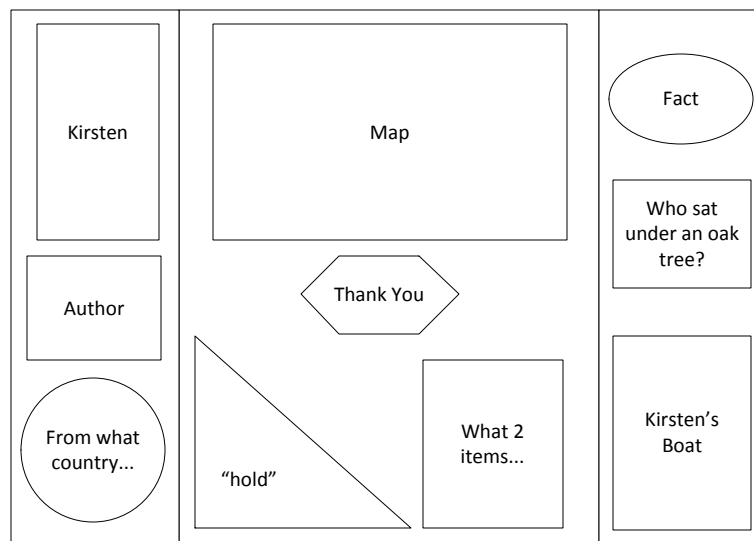 Kirsten
Author
From what
country...
Map
Thank You
“hold”
What 2
items...
Fact
Who sat
under an oak
tree?
Kirsten’s
Boat